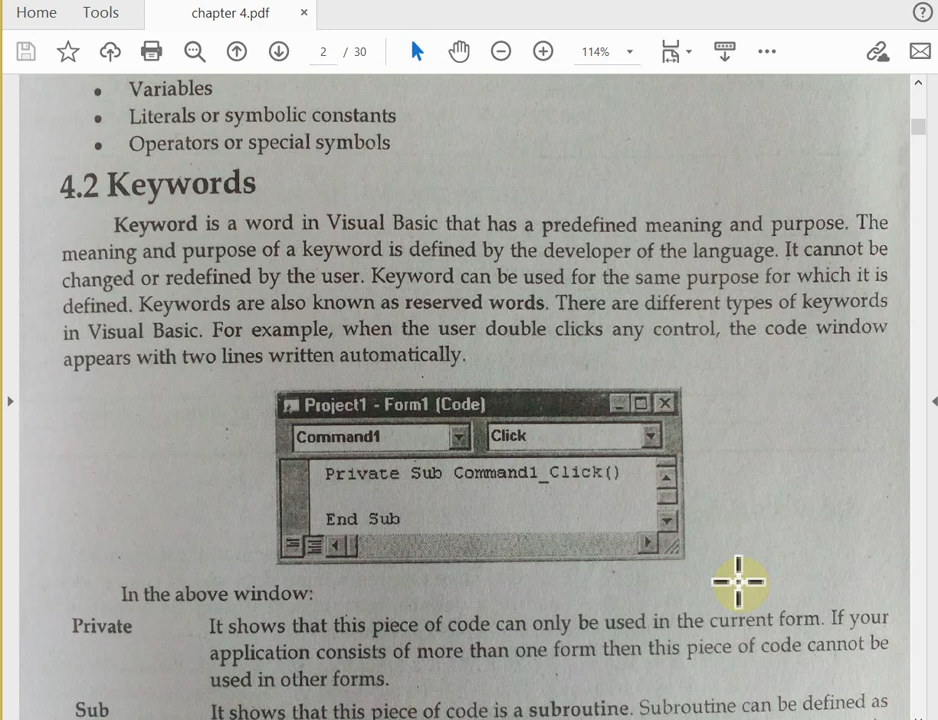 Home Tools chapter 4.pdf ×
2 / 30 114%
• Variables
• Literals or symbolic constants
• Operators or special symbols
4.2 Keywords
Keyword is a word in Visual Basic that has a predefined meaning and purpose. The
meaning and purpose of a keyword is defined by the developer of the language. It cannot be
changed or redefined by the user. Keyword can be used for the same purpose for which it is
defined. Keywords are also known as reserved words. There are different types of keywords
in Visual Basic. For example, when the user double clicks any control, the code window
appears with two lines written automatically.
Project1 - Form1 (Code)
Command1 Click
Private Sub Command1_Click()
End Sub
In the above window:
Private It shows that this piece of code can only be used in the current form. If your
application consists of more than one form then this piece of code cannot be
used in other forms.
Sub It shows that this piece of code is a subroutine. Subroutine can be defined as